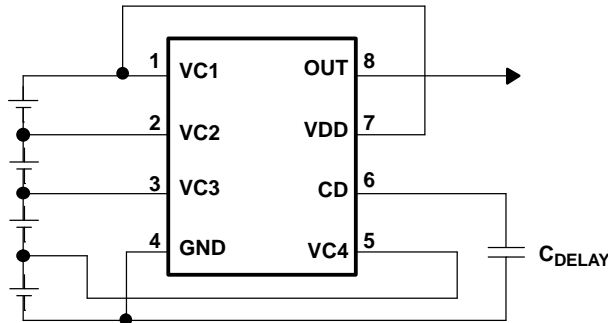 1 VC1 OUT 8
2 VC2 VDD 7
3 VC3 CD 6
4 GND VC4 5
CDELAY